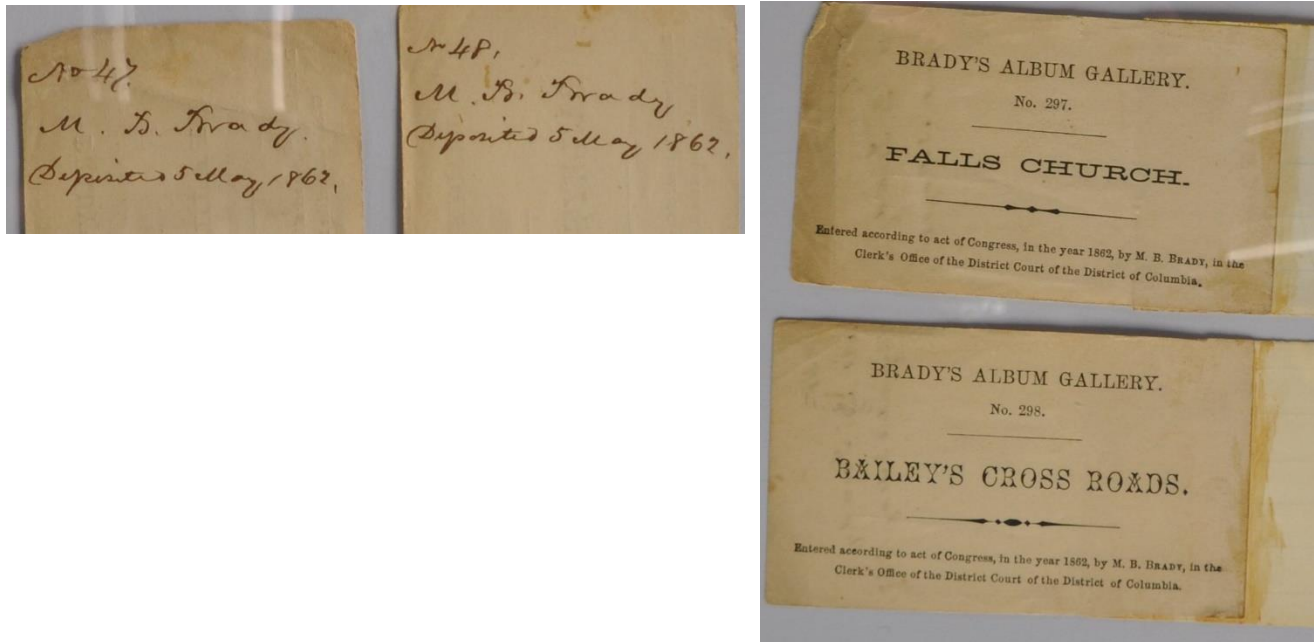 No 47.
M. B. Brady.
Deposited 5 May 1862.
No 48.
M. B. Brady
Deposited 5 May 1862.
BRADY'S ALBUM GALLERY.
No. 297.
FALLS CHURCH.
Entered according to act of Congress, in the year 1862, by M. B. BRADY, in the
Clerk's Office of the District Court of the District of Columbia.
BRADY'S ALBUM GALLERY.
No. 298.
BAILEY'S CROSS ROADS.
Entered according to act of Congress, in the year 1862, by M. B. BRADY, in the
Clerk's Office of the District Court of the District of Columbia.